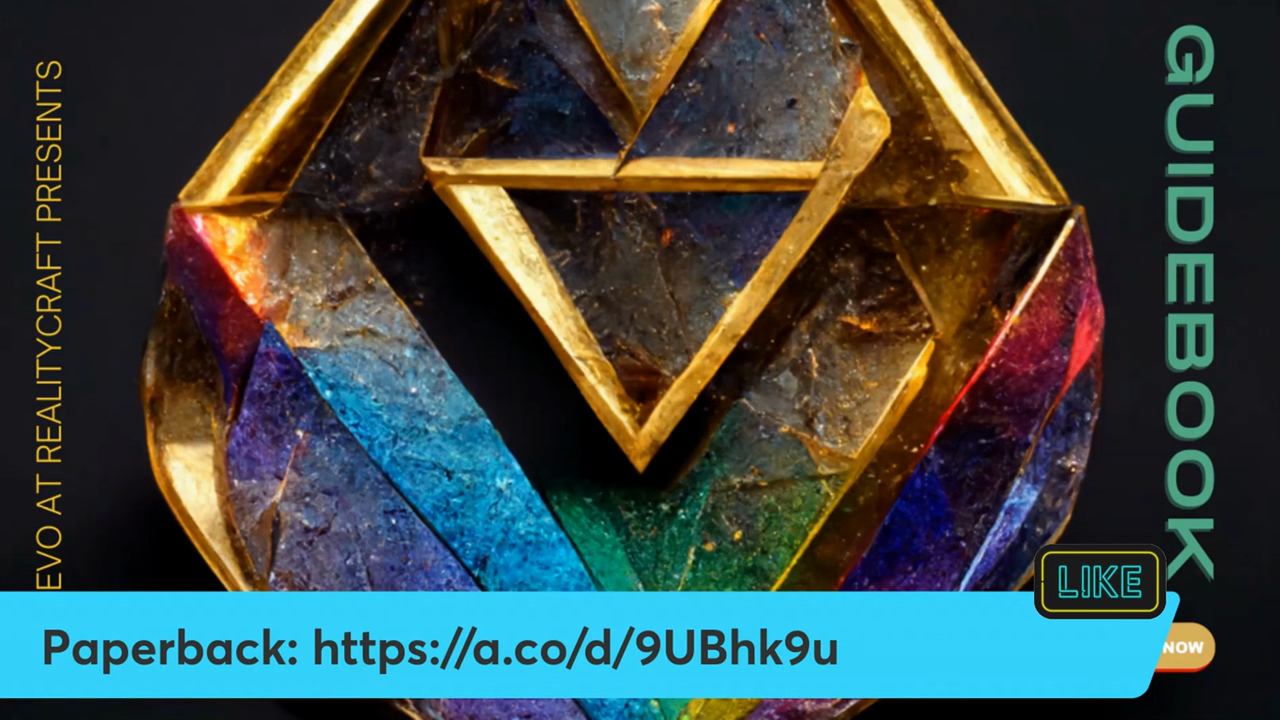 EVO AT REALITYCRAFT PRESENTS
GUIDEBOOK
LIKE
Paperback: https://a.co/d/9UBhk9u
NOW